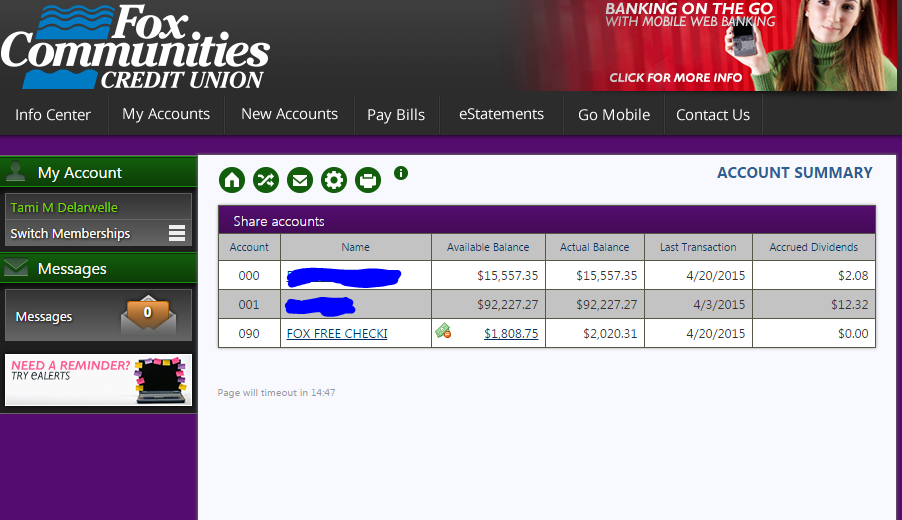 Fox
Communities
CREDIT UNION
BANKING ON THE GO
WITH MOBILE WEB BANKING
CLICK FOR MORE INFO
Info Center My Accounts New Accounts Pay Bills eStatements Go Mobile Contact Us
My Account
Tami M Delarwelle
Switch Memberships
Messages
Messages 0
NEED A REMINDER?
TRY eALERTS
i
ACCOUNT SUMMARY
Share accounts
Account Name Available Balance Actual Balance Last Transaction Accrued Dividends
000 $15,557.35 $15,557.35 4/20/2015 $2.08
001 $92,227.27 $92,227.27 4/3/2015 $12.32
090 FOX FREE CHECKI $1,808.75 $2,020.31 4/20/2015 $0.00
Page will timeout in 14:47